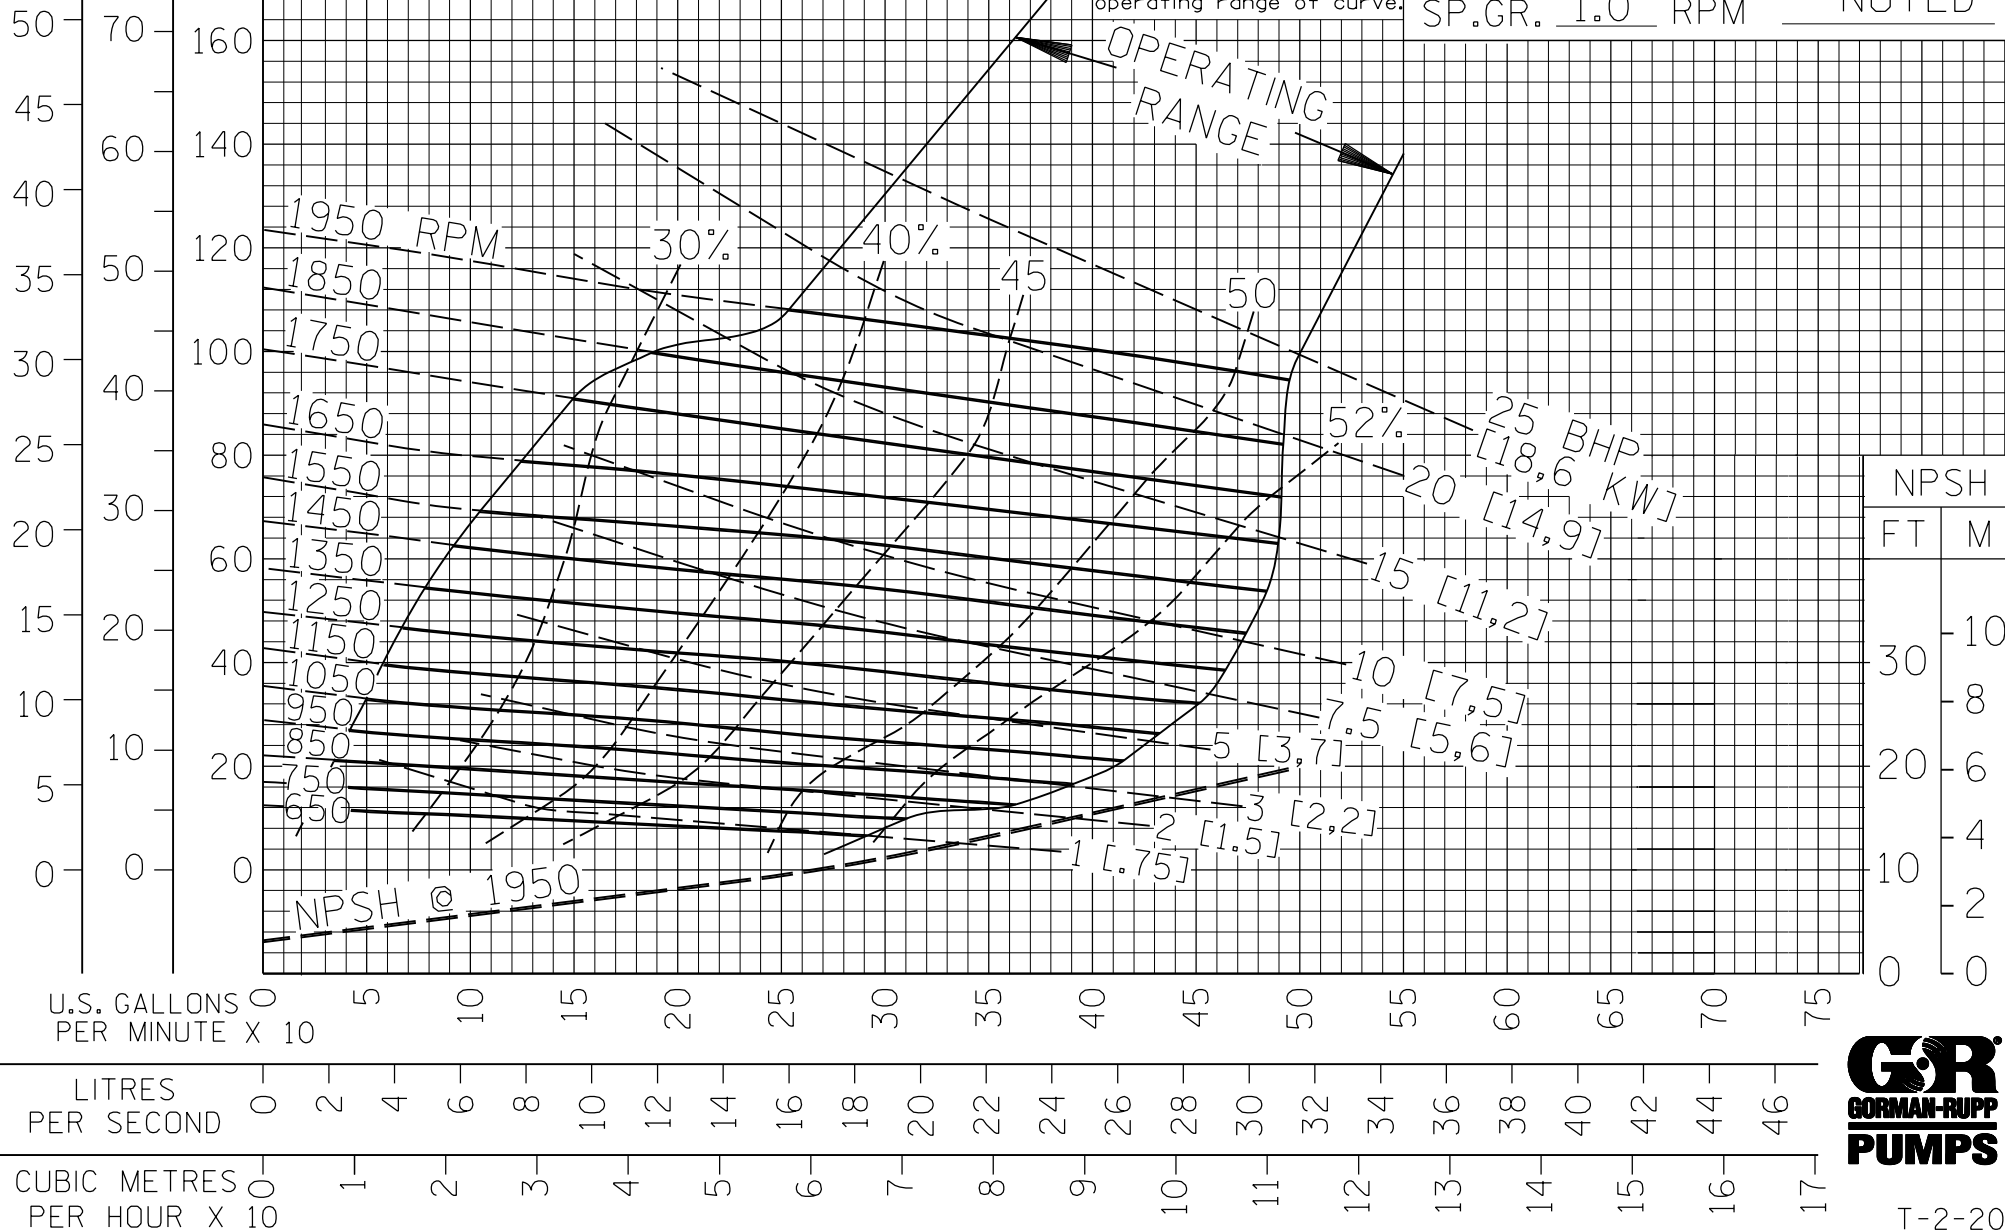 operating range of curve.
SP.GR. 1.0 RPM NOTED
OPERATING
RANGE
50
45
40
35
30
25
20
15
10
5
0
70
60
50
40
30
20
10
0
160
140
120
100
80
60
40
20
0
1950 RPM
1850
1750
1650
1550
1450
1350
1250
1150
1050
950
850
750
650
30%
40%
45
50
52%
25 BHP
[18,6 KW]
20 [14,9]
15 [11,2]
10 [7,5]
7.5 [5,6]
5 [3,7]
3 [2,2]
2 [1.5]
1 [.75]
NPSH @ 1950
NPSH
FT M
30
20
10
0
10
8
6
4
2
0
U.S. GALLONS
PER MINUTE X 10
0 5 10 15 20 25 30 35 40 45 50 55 60 65 70 75
LITRES
PER SECOND
0 2 4 6 8 10 12 14 16 18 20 22 24 26 28 30 32 34 36 38 40 42 44 46
CUBIC METRES
PER HOUR X 10
0 1 2 3 4 5 6 7 8 9 10 11 12 13 14 15 16 17
GR
GORMAN-RUPP
PUMPS
T-2-20